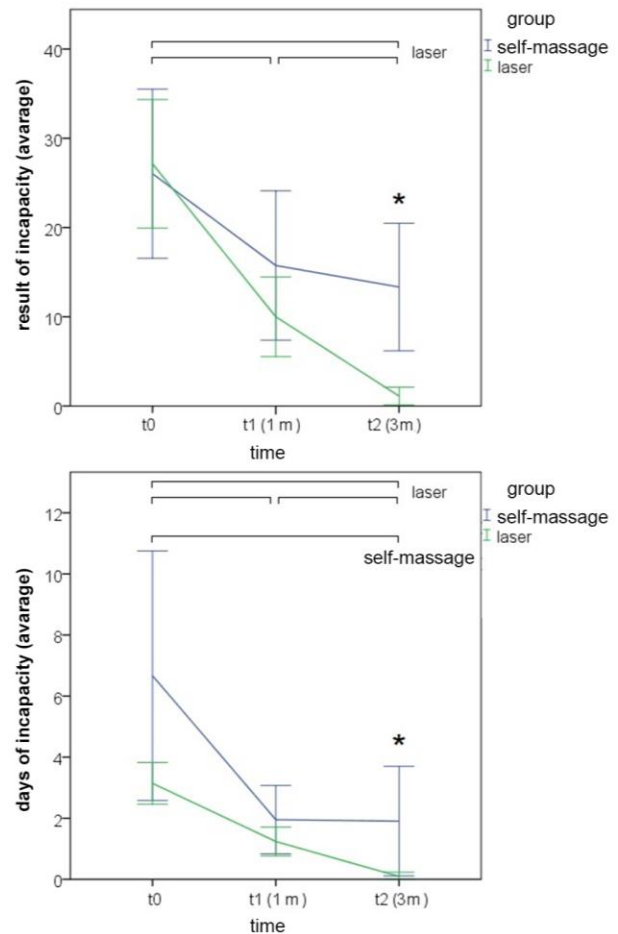 group
self-massage
laser
laser
result of incapacity (avarage)
40
30
20
10
0
*
t0 t1 (1 m) t2 (3m)
time
group
self-massage
laser
laser
self-massage
days of incapacity (avarage)
12
10
8
6
4
2
0
*
t0 t1 (1 m) t2 (3m)
time